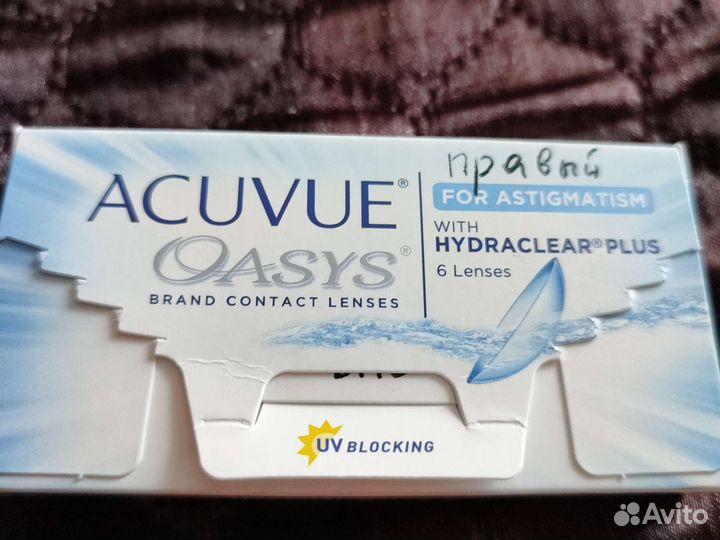 правый
ACUVUE®
OASYS®
BRAND CONTACT LENSES
FOR ASTIGMATISM
WITH
HYDRACLEAR® PLUS
6 Lenses
UV BLOCKING
Avito